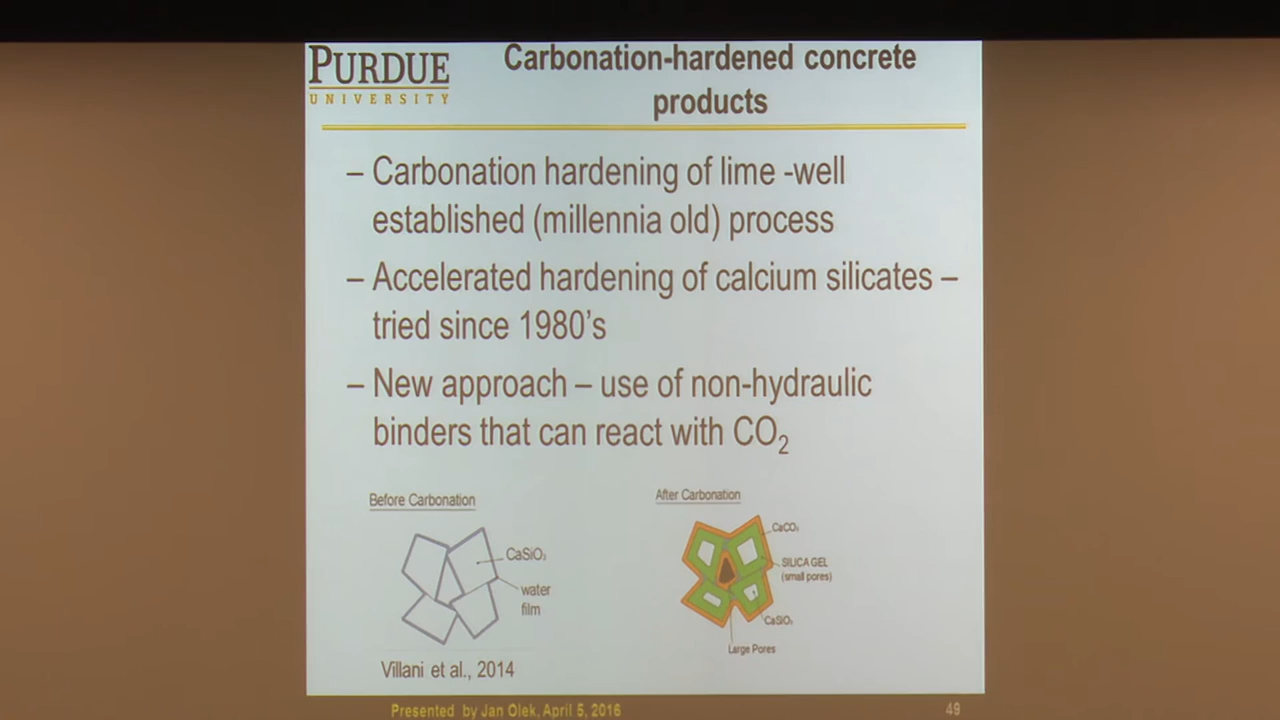 PURDUE
UNIVERSITY
Carbonation-hardened concrete
products
– Carbonation hardening of lime -well
established (millennia old) process
– Accelerated hardening of calcium silicates –
tried since 1980's
– New approach – use of non-hydraulic
binders that can react with CO₂
Before Carbonation
CaSiO₃
water
film
After Carbonation
CaCO₃
SILICA GEL
(small pores)
CaSiO₃
Large Pores
Villani et al., 2014
Presented by Jan Olek, April 5, 2016
49